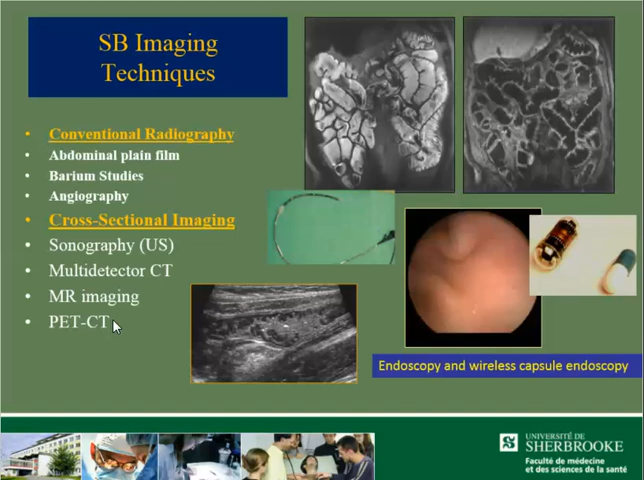 SB Imaging
Techniques
• Conventional Radiography
• Abdominal plain film
• Barium Studies
• Angiography
• Cross-Sectional Imaging
• Sonography (US)
• Multidetector CT
• MR imaging
• PET-CT
Endoscopy and wireless capsule endoscopy
S UNIVERSITÉ DE
SHERBROOKE
Faculté de médecine
et des sciences de la santé